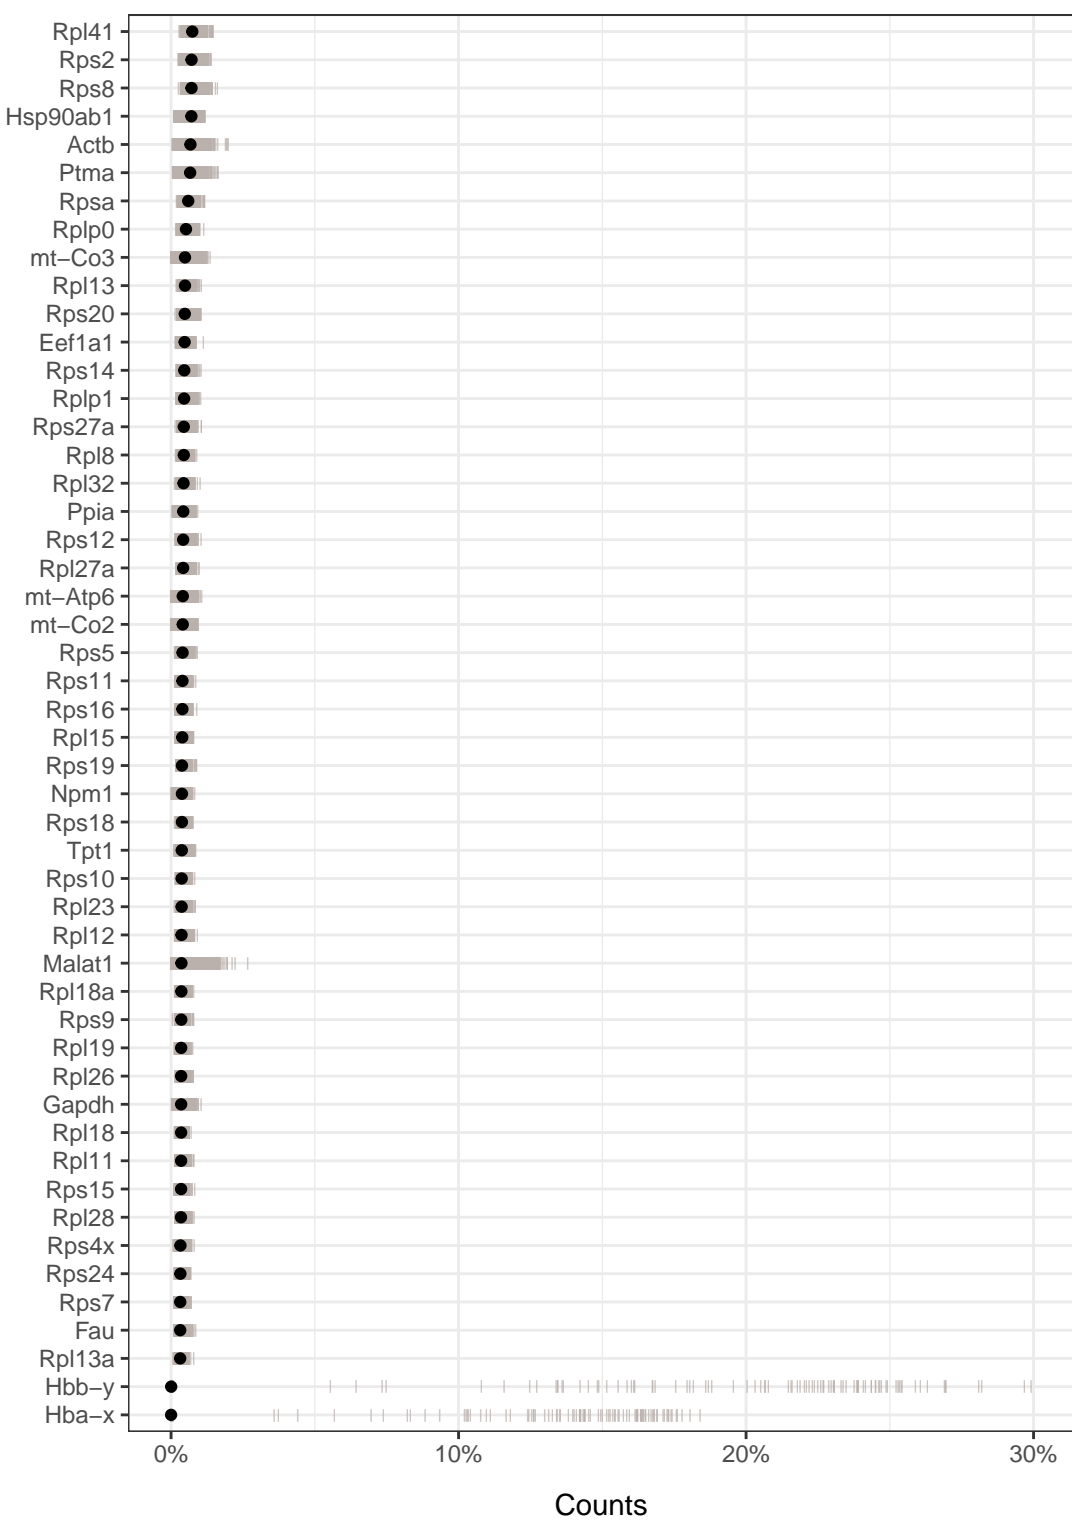 Rpl41
Rps2
Rps8
Hsp90ab1
Actb
Ptma
Rpsa
Rplp0
mt−Co3
Rpl13
Rps20
Eef1a1
Rps14
Rplp1
Rps27a
Rpl8
Rpl32
Ppia
Rps12
Rpl27a
mt−Atp6
mt−Co2
Rps5
Rps11
Rps16
Rpl15
Rps19
Npm1
Rps18
Tpt1
Rps10
Rpl23
Rpl12
Malat1
Rpl18a
Rps9
Rpl19
Rpl26
Gapdh
Rpl18
Rpl11
Rps15
Rpl28
Rps4x
Rps24
Rps7
Fau
Rpl13a
Hbb−y
Hba−x
0% 10% 20% 30%
Counts